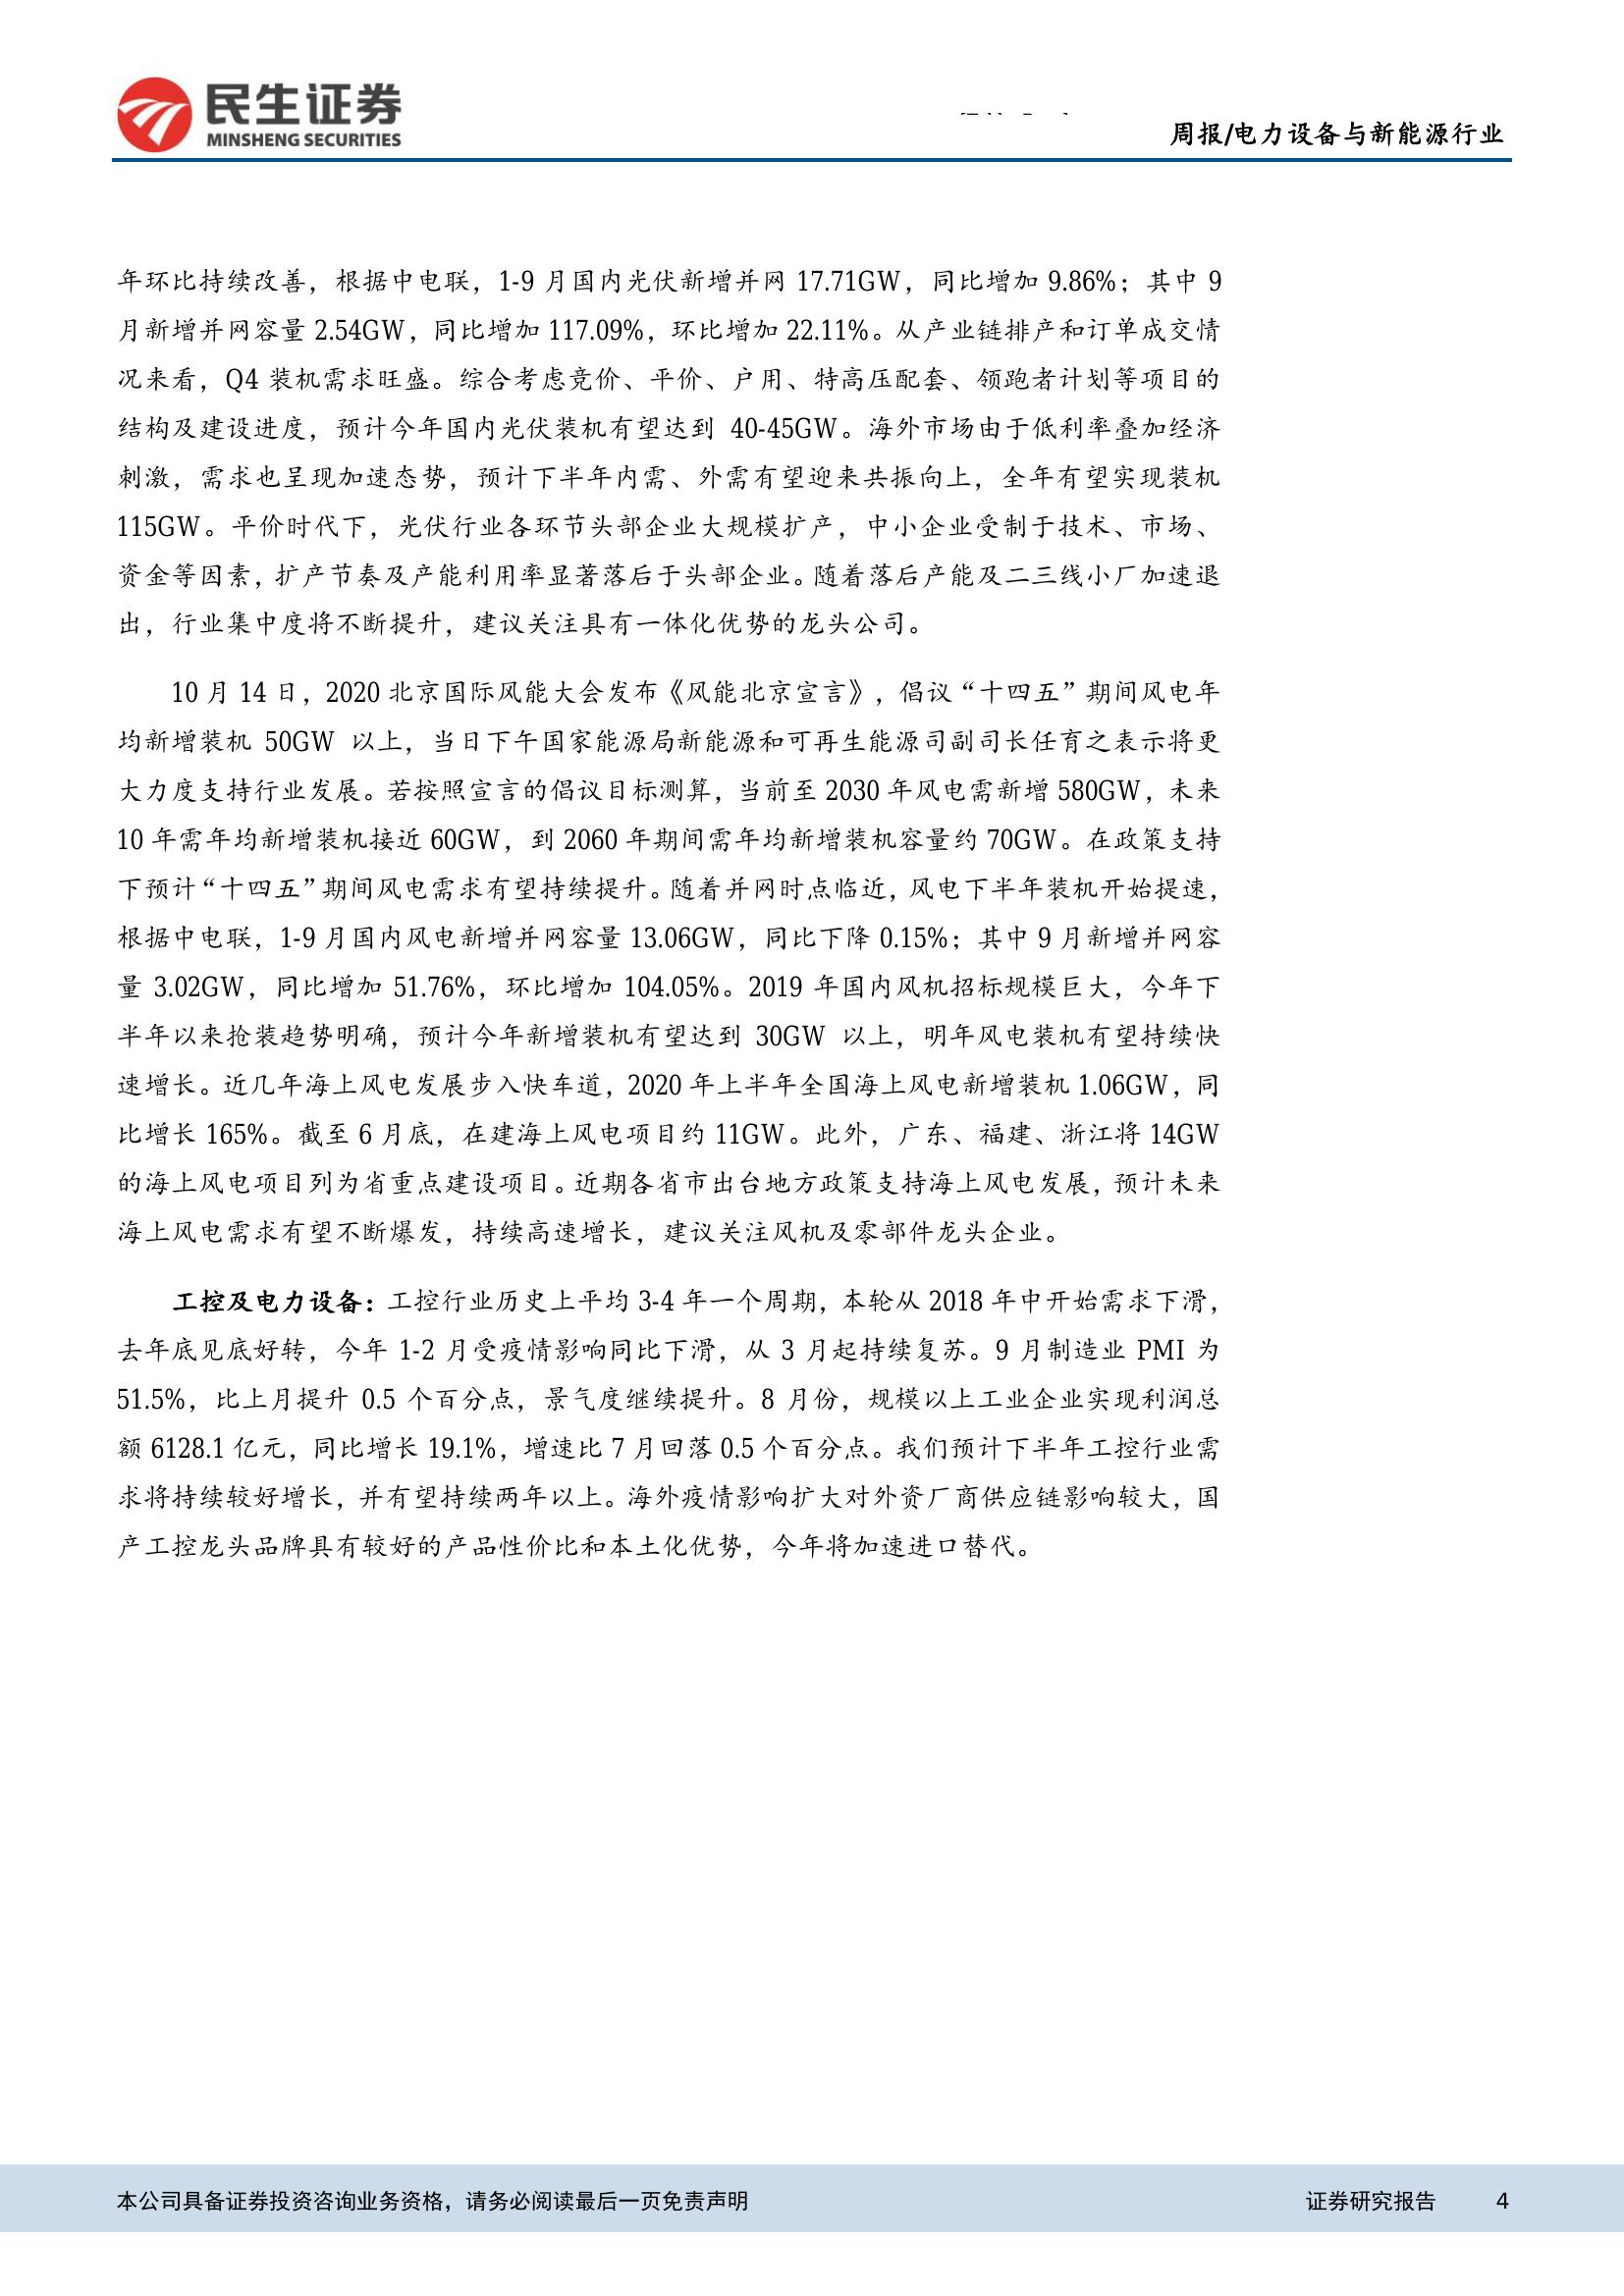 民生证券
MINSHENG SECURITIES
周报/电力设备与新能源行业
年环比持续改善，根据中电联，1-9 月国内光伏新增并网 17.71GW，同比增加 9.86%；其中 9
月新增并网容量 2.54GW，同比增加 117.09%，环比增加 22.11%。从产业链排产和订单成交情
况来看，Q4 装机需求旺盛。综合考虑竞价、平价、户用、特高压配套、领跑者计划等项目的
结构及建设进度，预计今年国内光伏装机有望达到 40-45GW。海外市场由于低利率叠加经济
刺激，需求也呈现加速态势，预计下半年内需、外需有望迎来共振向上，全年有望实现装机
115GW。平价时代下，光伏行业各环节头部企业大规模扩产，中小企业受制于技术、市场、
资金等因素，扩产节奏及产能利用率显著落后于头部企业。随着落后产能及二三线小厂加速退
出，行业集中度将不断提升，建议关注具有一体化优势的龙头公司。
10 月 14 日，2020 北京国际风能大会发布《风能北京宣言》，倡议“十四五”期间风电年
均新增装机 50GW 以上，当日下午国家能源局新能源和可再生能源司副司长任育之表示将更
大力度支持行业发展。若按照宣言的倡议目标测算，当前至 2030 年风电需新增 580GW，未来
10 年需年均新增装机接近 60GW，到 2060 年期间需年均新增装机容量约 70GW。在政策支持
下预计“十四五”期间风电需求有望持续提升。随着并网时点临近，风电下半年装机开始提速，
根据中电联，1-9 月国内风电新增并网容量 13.06GW，同比下降 0.15%；其中 9 月新增并网容
量 3.02GW，同比增加 51.76%，环比增加 104.05%。2019 年国内风机招标规模巨大，今年下
半年以来抢装趋势明确，预计今年新增装机有望达到 30GW 以上，明年风电装机有望持续快
速增长。近几年海上风电发展步入快车道，2020 年上半年全国海上风电新增装机 1.06GW，同
比增长 165%。截至 6 月底，在建海上风电项目约 11GW。此外，广东、福建、浙江将 14GW
的海上风电项目列为省重点建设项目。近期各省市出台地方政策支持海上风电发展，预计未来
海上风电需求有望不断爆发，持续高速增长，建议关注风机及零部件龙头企业。
工控及电力设备：工控行业历史上平均 3-4 年一个周期，本轮从 2018 年中开始需求下滑，
去年底见底好转，今年 1-2 月受疫情影响同比下滑，从 3 月起持续复苏。9 月制造业 PMI 为
51.5%，比上月提升 0.5 个百分点，景气度继续提升。8 月份，规模以上工业企业实现利润总
额 6128.1 亿元，同比增长 19.1%，增速比 7 月回落 0.5 个百分点。我们预计下半年工控行业需
求将持续较好增长，并有望持续两年以上。海外疫情影响扩大对外资厂商供应链影响较大，国
产工控龙头品牌具有较好的产品性价比和本土化优势，今年将加速进口替代。
本公司具备证券投资咨询业务资格，请务必阅读最后一页免责声明
证券研究报告 4